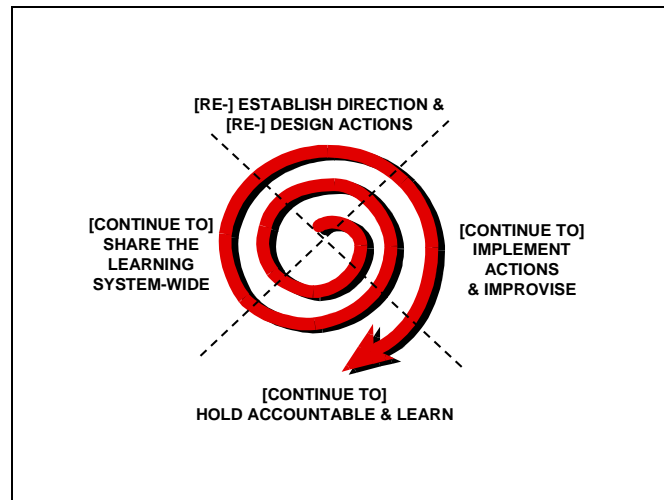 [RE-] ESTABLISH DIRECTION &
[RE-] DESIGN ACTIONS
[CONTINUE TO]
SHARE THE
LEARNING
SYSTEM-WIDE
[CONTINUE TO]
IMPLEMENT
ACTIONS
& IMPROVISE
[CONTINUE TO]
HOLD ACCOUNTABLE & LEARN